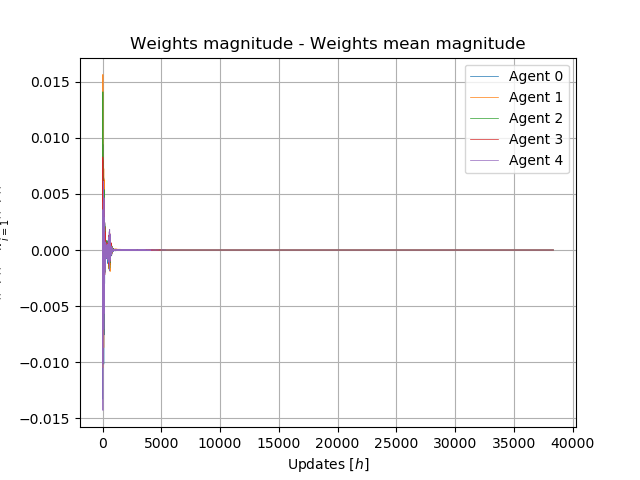 Weights magnitude - Weights mean magnitude
0.015
0.010
0.005
0.000
−0.005
−0.010
−0.015
0 5000 10000 15000 20000 25000 30000 35000 40000
Updates [h]
Agent 0
Agent 1
Agent 2
Agent 3
Agent 4